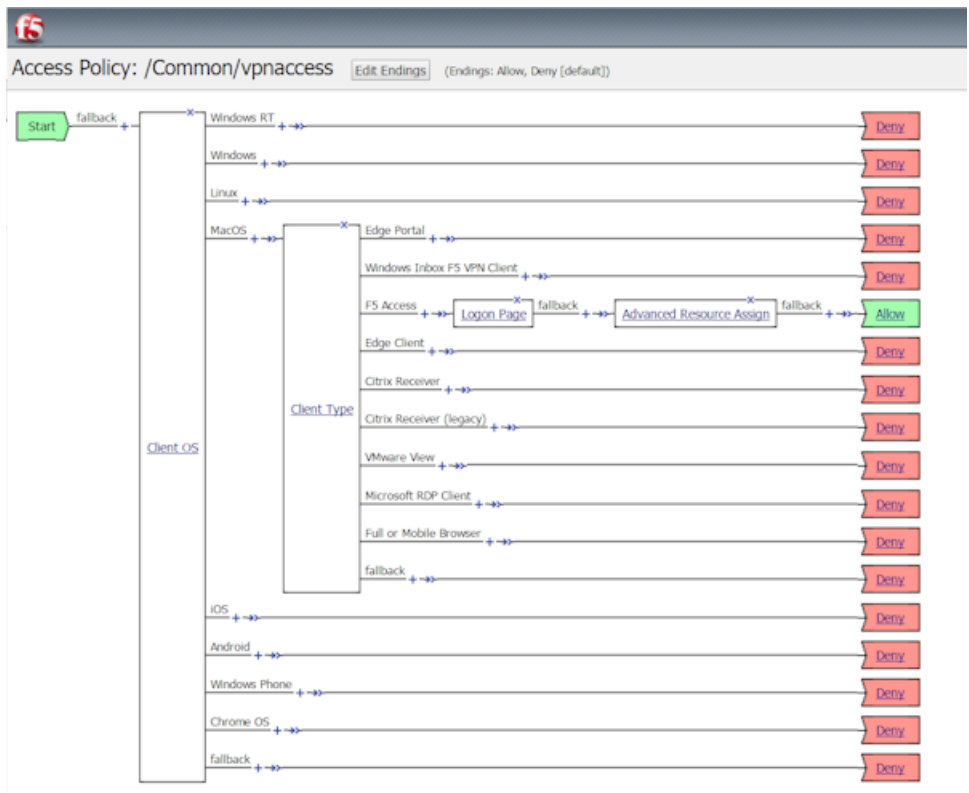 f5
Access Policy: /Common/vpnaccess Edit Endings (Endings: Allow, Deny [default])
Start fallback + Windows RT + Deny
Windows + Deny
Linux + Deny
MacOS + Edge Portal + Deny
Windows Inbox F5 VPN Client + Deny
F5 Access + Logon Page fallback + Advanced Resource Assign fallback + Allow
Edge Client + Deny
Citrix Receiver + Deny
Client Type
Citrix Receiver (legacy) + Deny
Client OS
VMware View + Deny
Microsoft RDP Client + Deny
Full or Mobile Browser + Deny
fallback + Deny
iOS + Deny
Android + Deny
Windows Phone + Deny
Chrome OS + Deny
fallback + Deny